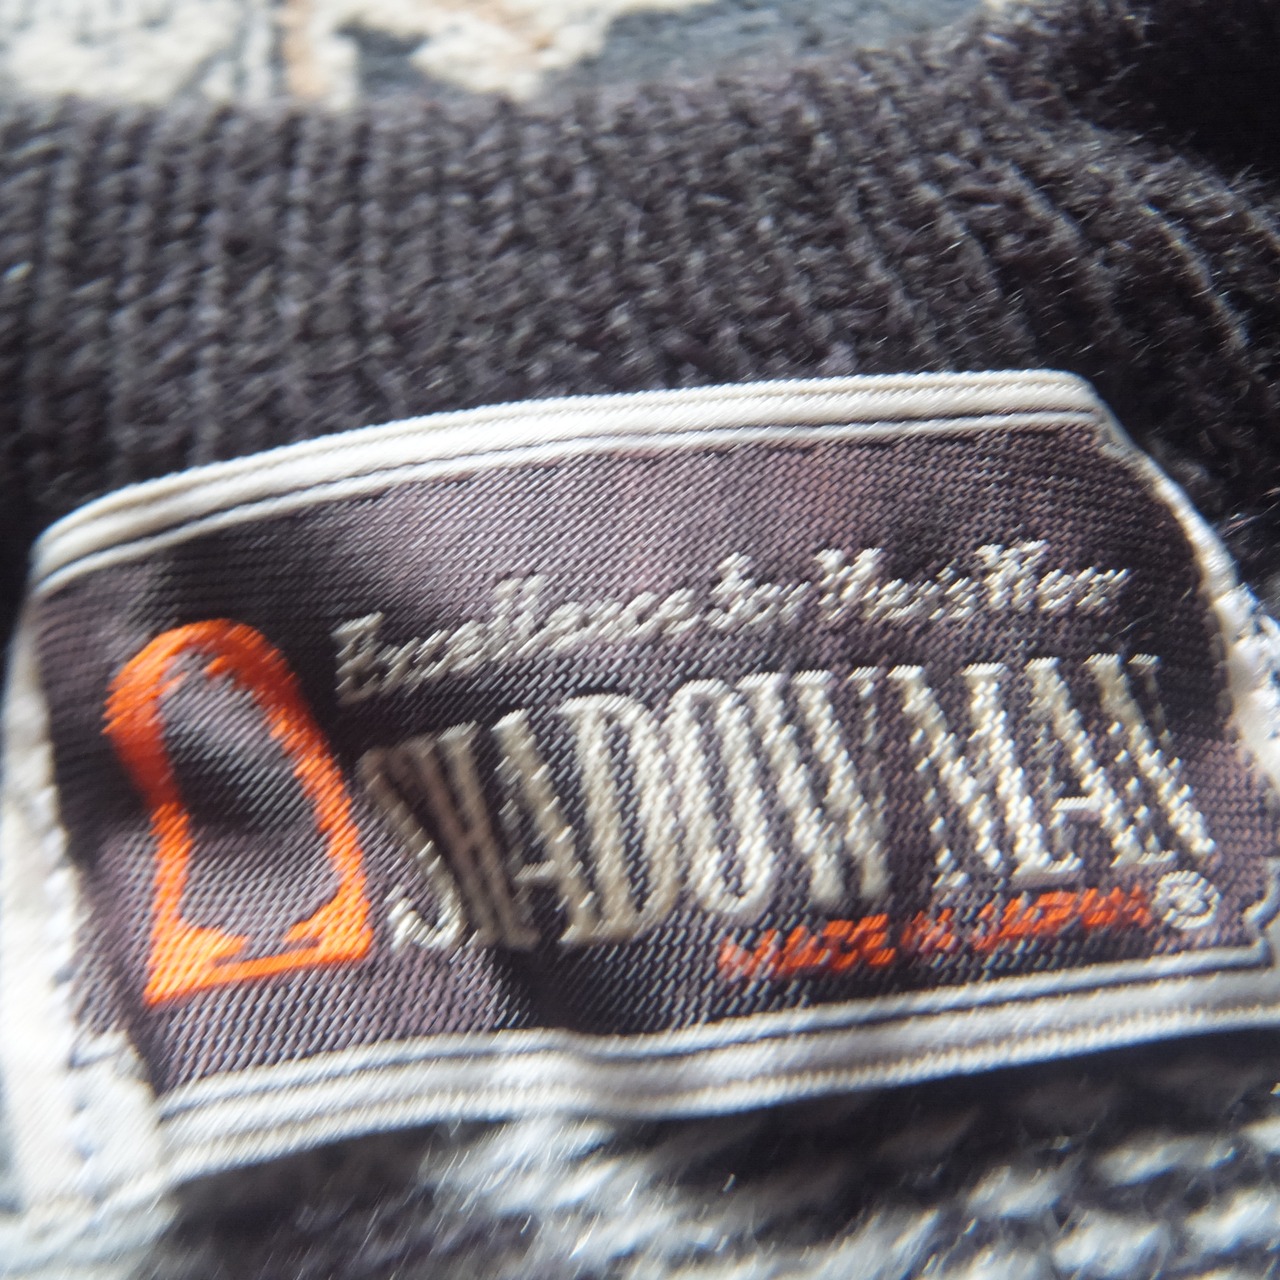 Excellence for Men's Wear
SHADOW MAN
MADE IN JAPAN ®